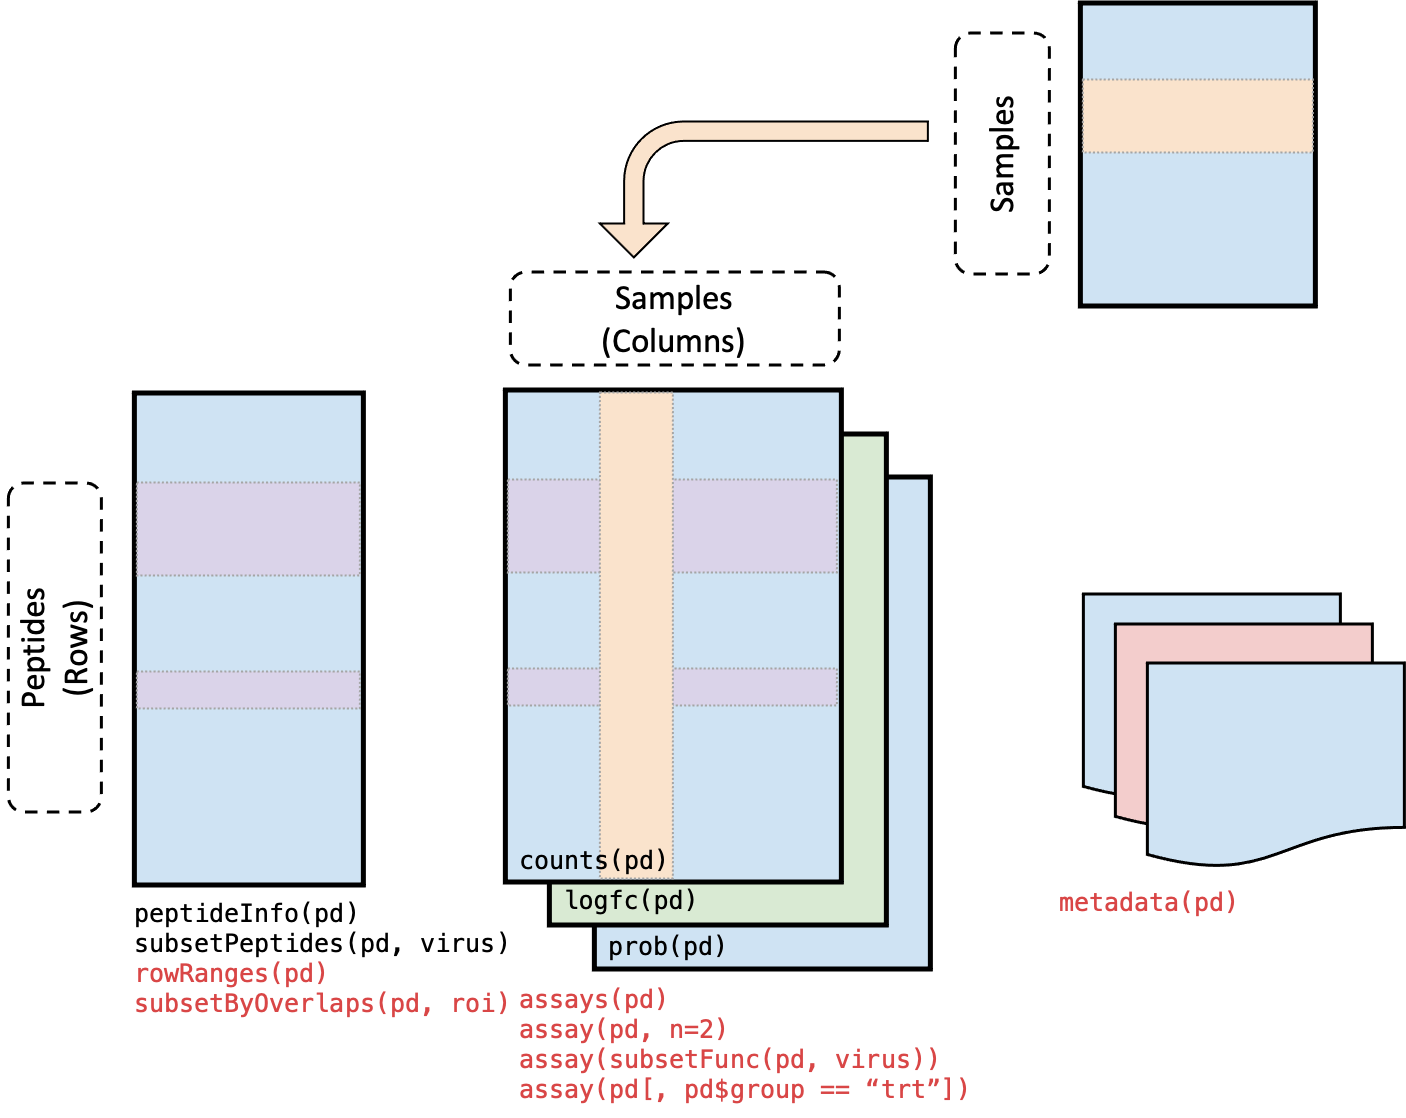 Samples
Samples
(Columns)
Peptides
(Rows)
counts(pd)
logfc(pd)
prob(pd)
peptideInfo(pd)
subsetPeptides(pd, virus)
rowRanges(pd)
subsetByOverlaps(pd, roi)
assays(pd)
assay(pd, n=2)
assay(subsetFunc(pd, virus))
assay(pd[, pd$group == “trt”])
metadata(pd)